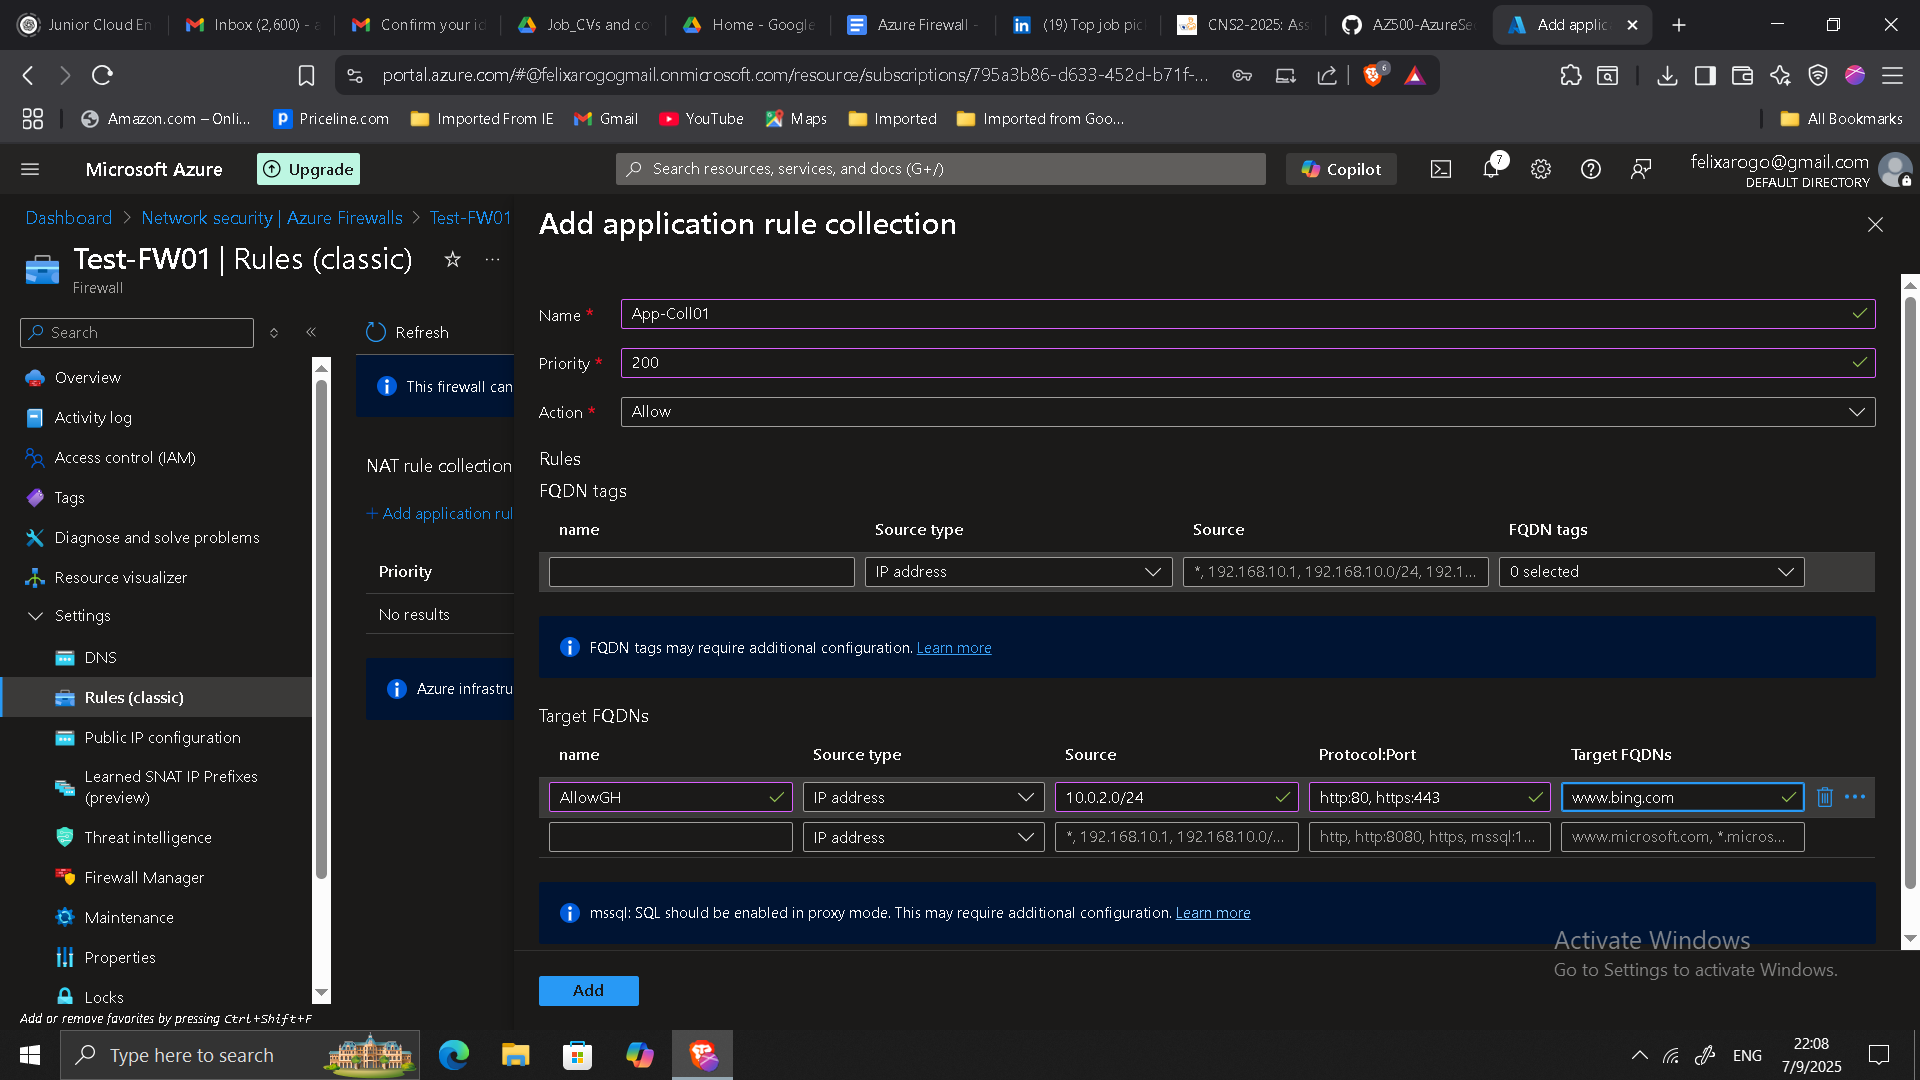 Junior Cloud En
Inbox (2,600) - a
Confirm your id
Job_CVs and co
Home - Google
Azure Firewall -
(19) Top job pic
CNS2-2025: Ass
AZ500-AzureSe
Add applic
portal.azure.com/#@felixarogogmail.onmicrosoft.com/resource/subscriptions/795a3b86-d633-452d-b71f-...
6
Amazon.com – Onli...
Priceline.com
Imported From IE
Gmail
YouTube
Maps
Imported
Imported from Goo...
All Bookmarks
Microsoft Azure
Upgrade
Search resources, services, and docs (G+/)
Copilot
7
felixarogo@gmail.com
DEFAULT DIRECTORY
Dashboard > Network security | Azure Firewalls > Test-FW01
Test-FW01 | Rules (classic)
Firewall
Search
Overview
Activity log
Access control (IAM)
Tags
Diagnose and solve problems
Resource visualizer
Settings
DNS
Rules (classic)
Public IP configuration
Learned SNAT IP Prefixes
(preview)
Threat intelligence
Firewall Manager
Maintenance
Properties
Locks
Add or remove favorites by pressing Ctrl+Shift+F
Refresh
This firewall can
NAT rule collection
+ Add application rul
Priority
No results
Azure infrastru
Add application rule collection
Name *
App-Coll01
Priority *
200
Action *
Allow
Rules
FQDN tags
name
Source type
Source
FQDN tags
IP address
*, 192.168.10.1, 192.168.10.0/24, 192.1...
0 selected
FQDN tags may require additional configuration. Learn more
Target FQDNs
name
Source type
Source
Protocol:Port
Target FQDNs
AllowGH
IP address
10.0.2.0/24
http:80, https:443
www.bing.com
IP address
*, 192.168.10.1, 192.168.10.0/...
http, http:8080, https, mssql:1...
www.microsoft.com, *.micros...
mssql: SQL should be enabled in proxy mode. This may require additional configuration. Learn more
Add
Activate Windows
Go to Settings to activate Windows.
Type here to search
ENG
22:08
7/9/2025